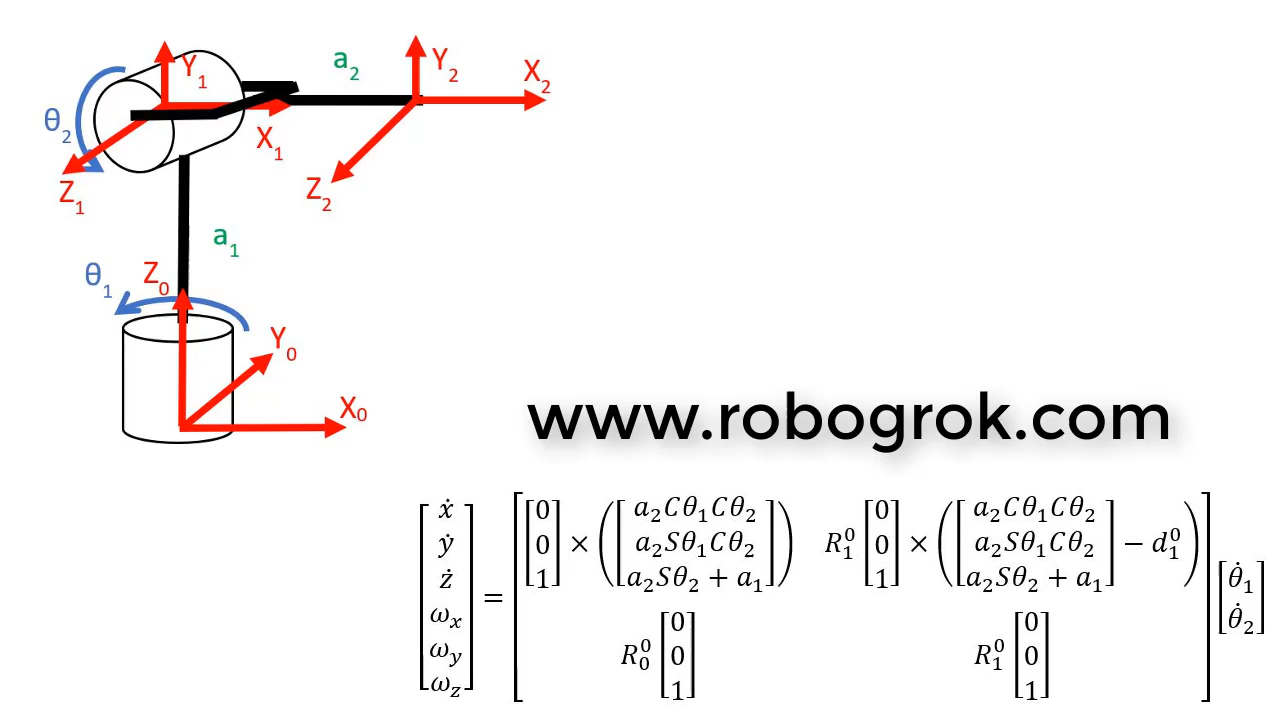 Y₁
a₂
Y₂
X₂
θ₂
X₁
Z₁
Z₂
a₁
θ₁
Z₀
Y₀
X₀
www.robogrok.com
[ẋ ẏ ż ωₓ ω_y ω_z] = [[0 0 1] × ([a₂Cθ₁Cθ₂ a₂Sθ₁Cθ₂ a₂Sθ₂ + a₁]) R₁⁰ [0 0 1] × ([a₂Cθ₁Cθ₂ a₂Sθ₁Cθ₂ a₂Sθ₂ + a₁] − d₁⁰)
R₀⁰ [0 0 1] R₁⁰ [0 0 1]] [θ̇₁ θ̇₂]